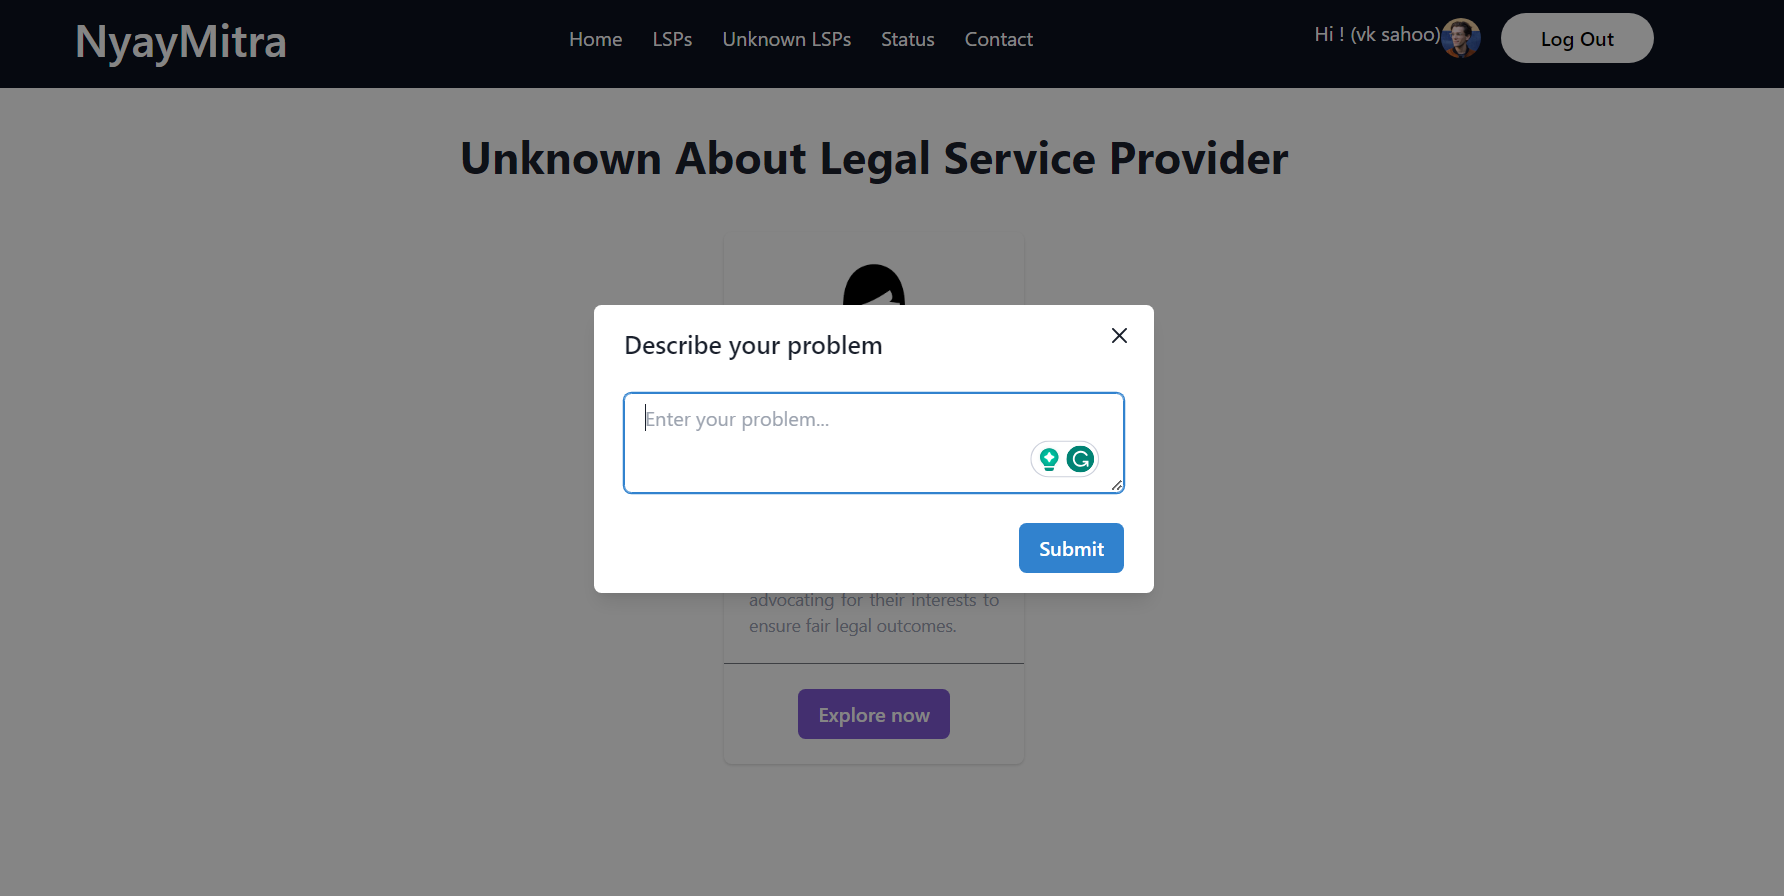 NyayMitra
Home LSPs Unknown LSPs Status Contact
Hi ! (vk sahoo)
Log Out
Unknown About Legal Service Provider
Describe your problem
Enter your problem...
Submit
advocating for their interests to
ensure fair legal outcomes.
Explore now